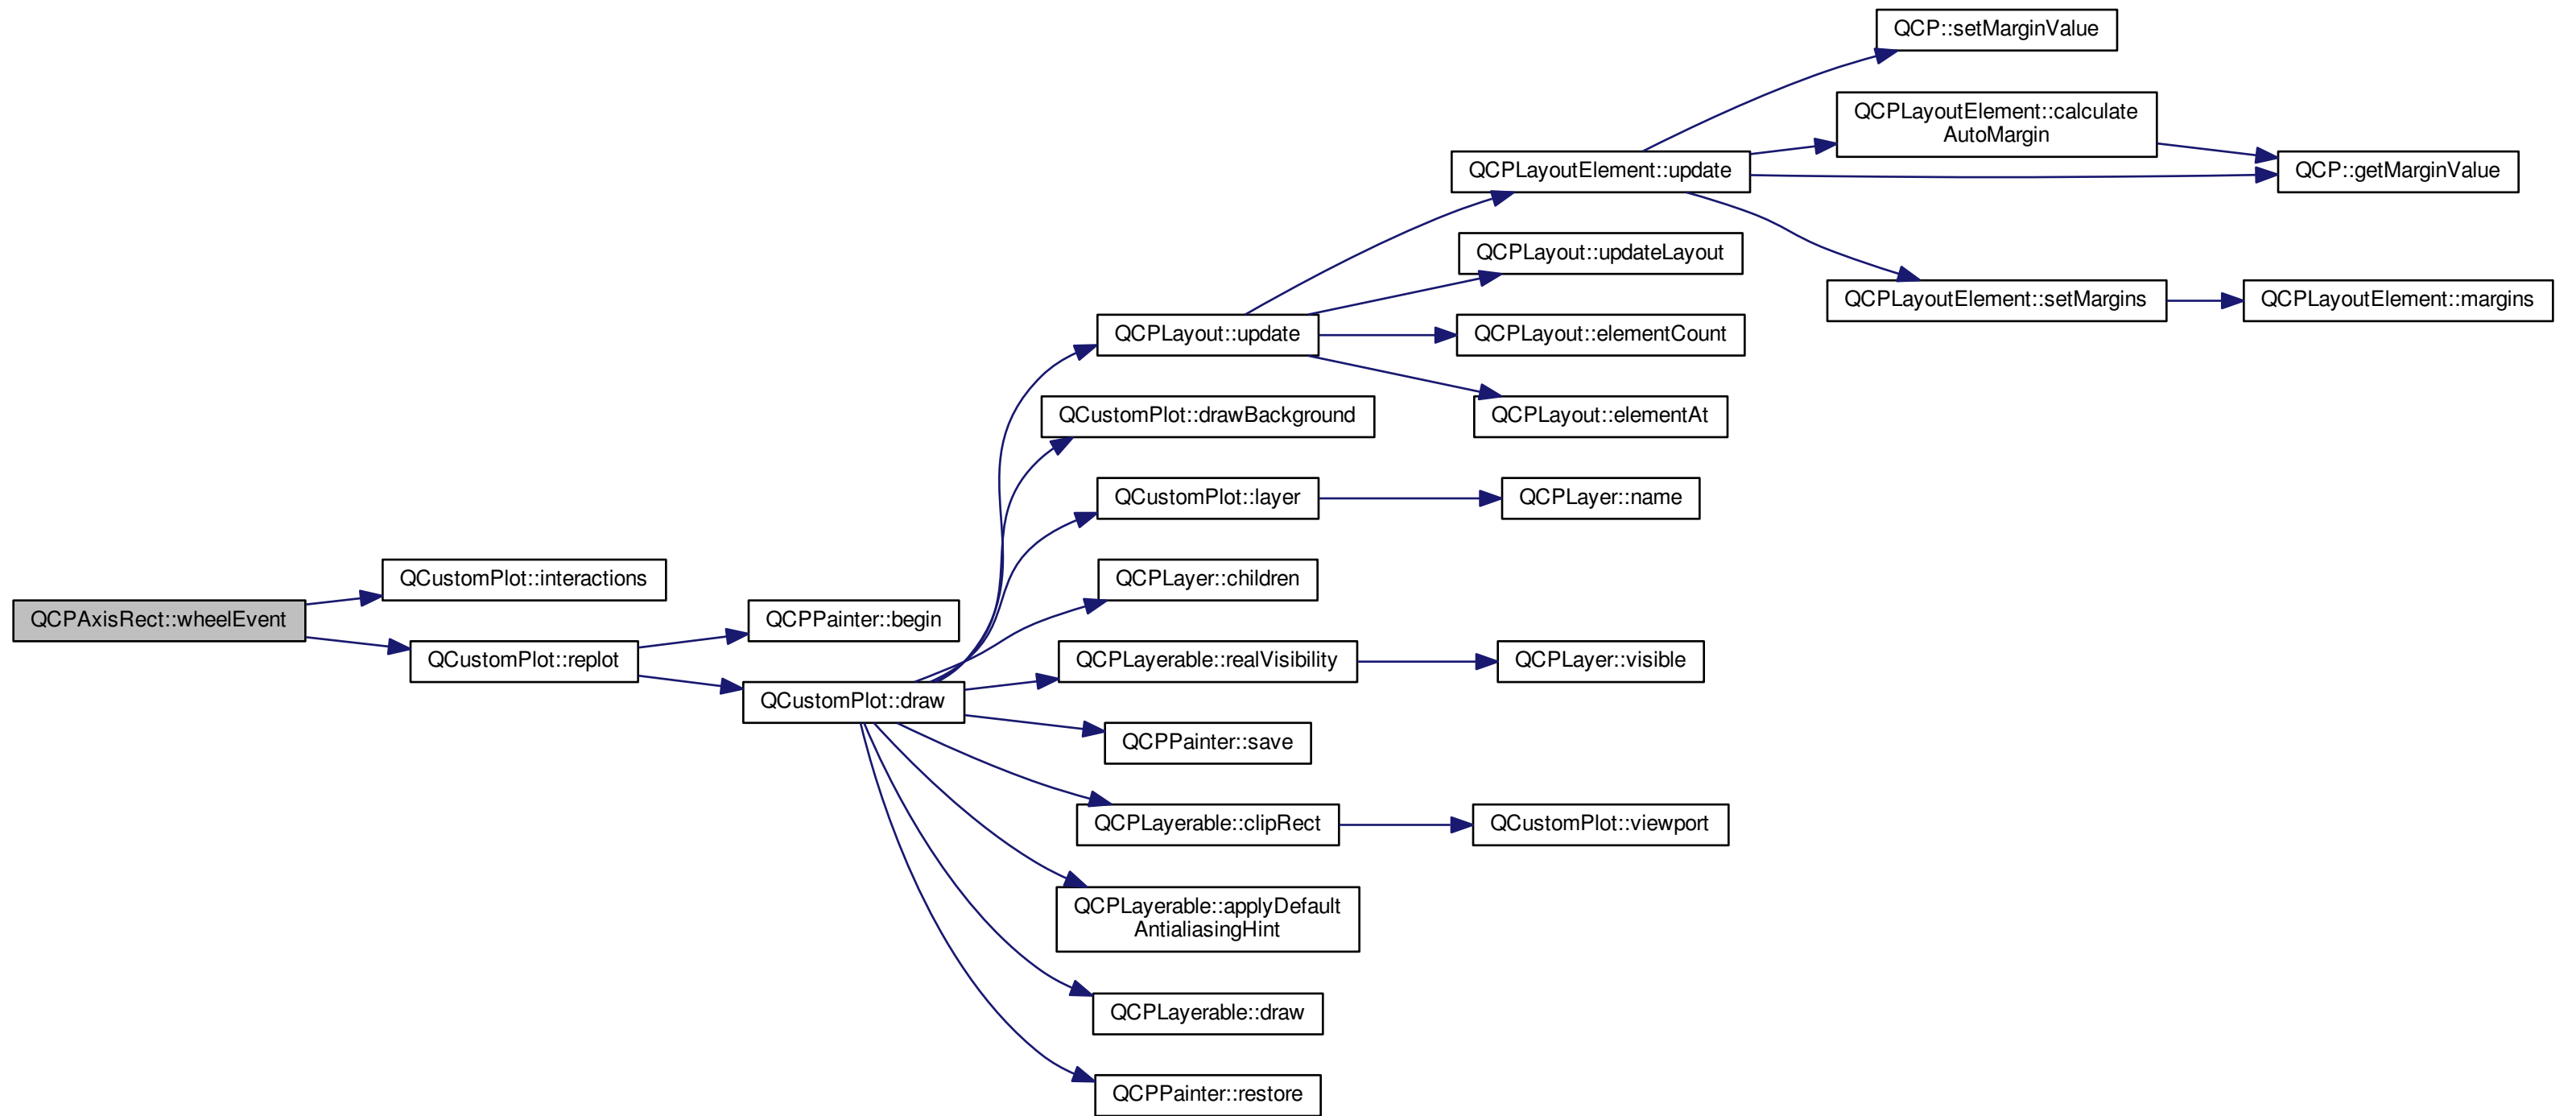 QCP::setMarginValue
QCPLayoutElement::calculate
AutoMargin
QCPLayoutElement::update
QCP::getMarginValue
QCPLayout::updateLayout
QCPLayoutElement::setMargins
QCPLayoutElement::margins
QCPLayout::update
QCPLayout::elementCount
QCustomPlot::drawBackground
QCPLayout::elementAt
QCustomPlot::layer
QCPLayer::name
QCustomPlot::interactions
QCPLayer::children
QCPAxisRect::wheelEvent
QCPPainter::begin
QCustomPlot::replot
QCPLayerable::realVisibility
QCPLayer::visible
QCustomPlot::draw
QCPPainter::save
QCPLayerable::clipRect
QCustomPlot::viewport
QCPLayerable::applyDefault
AntialiasingHint
QCPLayerable::draw
QCPPainter::restore